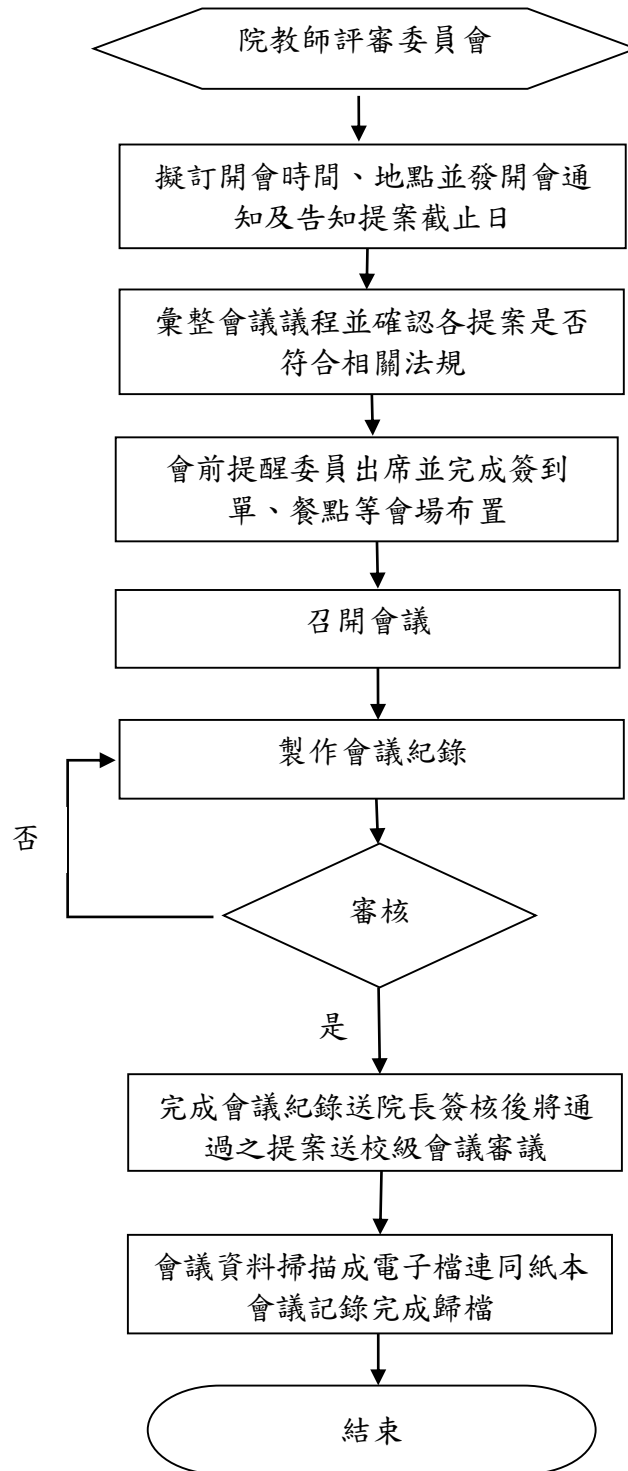 院教師評審委員會
擬訂開會時間、地點並發開會通
知及告知提案截止日
彙整會議議程並確認各提案是否
符合相關法規
會前提醒委員出席並完成簽到
單、餐點等會場布置
召開會議
製作會議紀錄
否
審核
是
完成會議紀錄送院長簽核後將通
過之提案送校級會議審議
會議資料掃描成電子檔連同紙本
會議記錄完成歸檔
結束